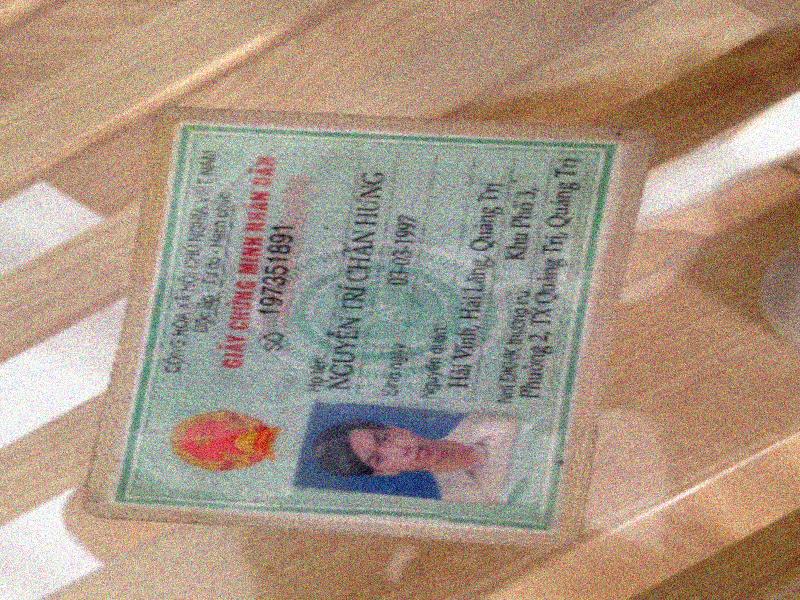 CỘNG HÒA XÃ HỘI CHỦ NGHĨA VIỆT NAM
Độc lập - Tự do - Hạnh phúc
GIẤY CHỨNG MINH NHÂN DÂN
SỐ 197351891
Họ tên:
NGUYỄN TRÍ CHẤN HƯNG
Sinh ngày 03-05-1997
Nguyên quán:
Hải Vĩnh, Hải Lăng, Quảng Trị
Nơi ĐKHK thường trú Khu Phố 3,
Phường 2, TX Quảng Trị, Quảng Trị